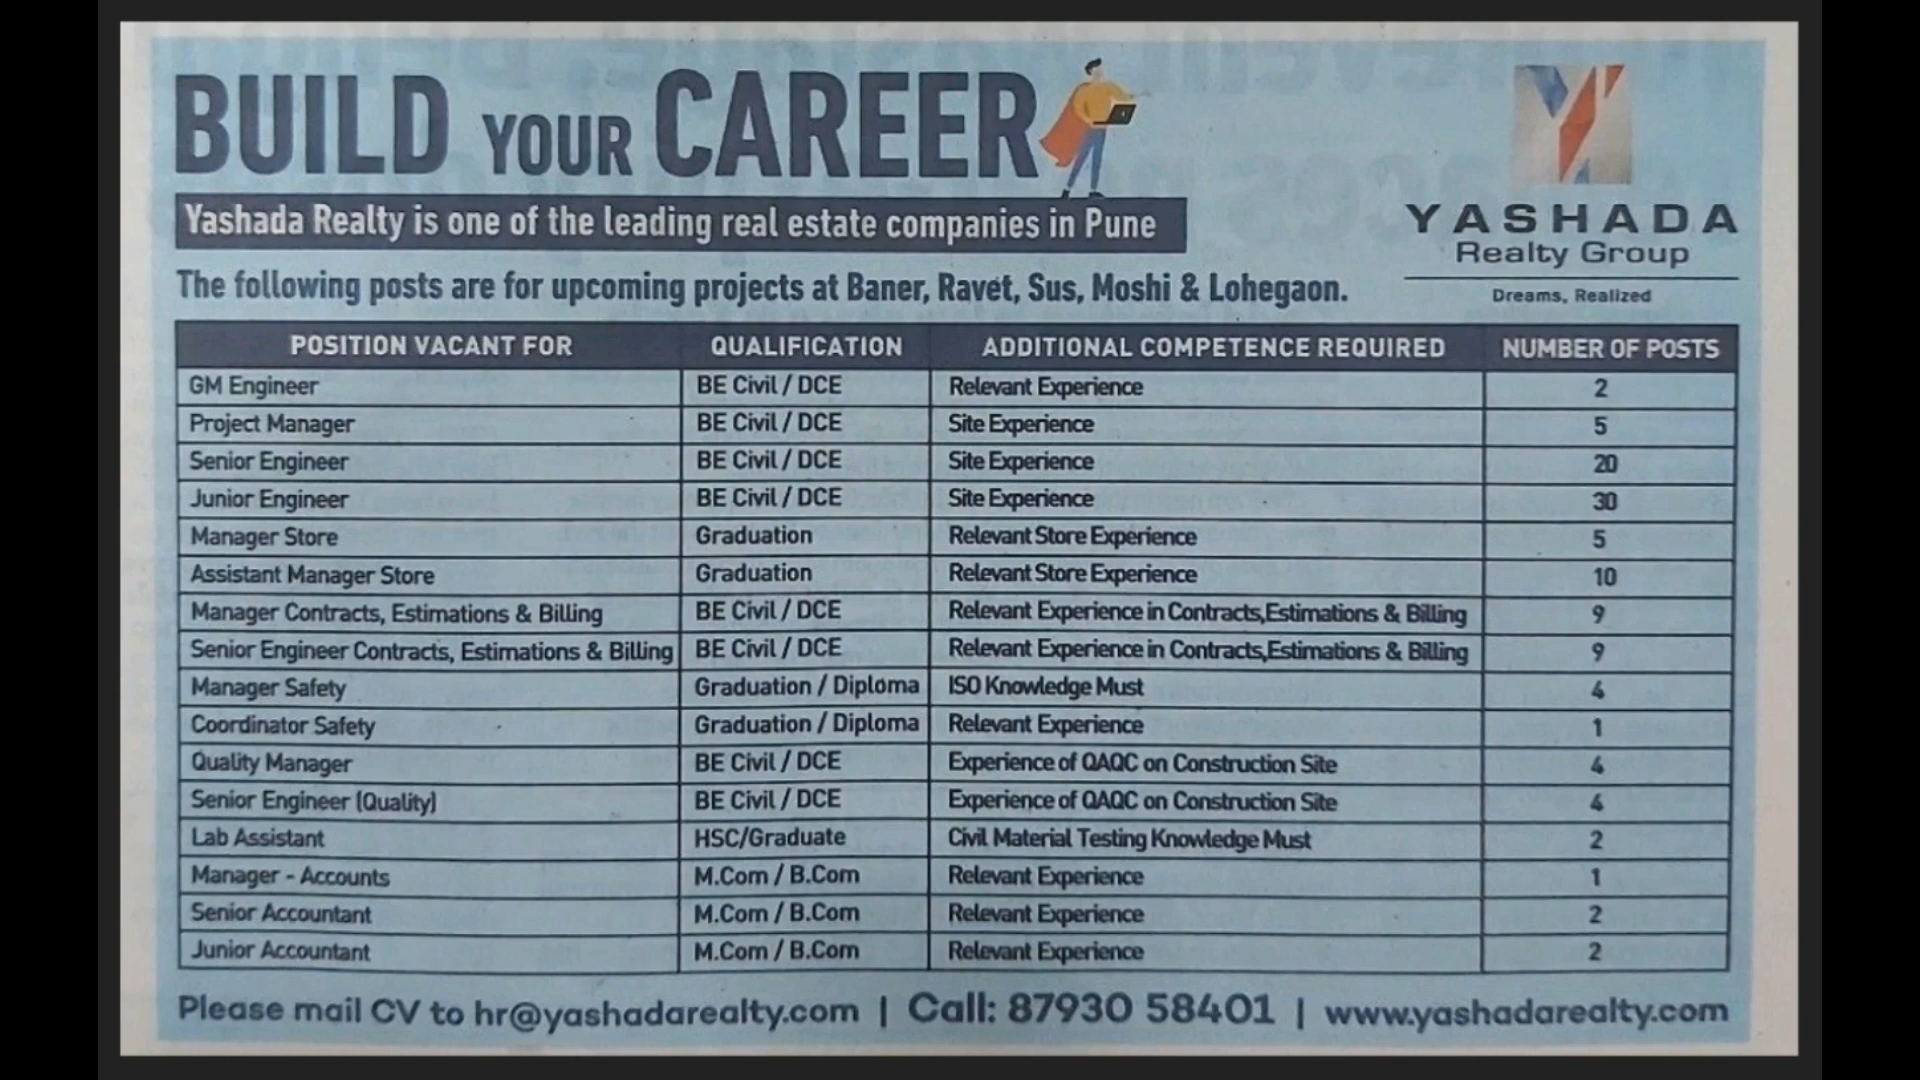 BUILD YOUR CAREER
Yashada Realty is one of the leading real estate companies in Pune
The following posts are for upcoming projects at Baner, Ravet, Sus, Moshi & Lohegaon.
YASHADA
Realty Group
Dreams, Realized
POSITION VACANT FOR QUALIFICATION ADDITIONAL COMPETENCE REQUIRED NUMBER OF POSTS
GM Engineer BE Civil / DCE Relevant Experience 2
Project Manager BE Civil / DCE Site Experience 5
Senior Engineer BE Civil / DCE Site Experience 20
Junior Engineer BE Civil / DCE Site Experience 30
Manager Store Graduation Relevant Store Experience 5
Assistant Manager Store Graduation Relevant Store Experience 10
Manager Contracts, Estimations & Billing BE Civil / DCE Relevant Experience in Contracts,Estimations & Billing 9
Senior Engineer Contracts, Estimations & Billing BE Civil / DCE Relevant Experience in Contracts,Estimations & Billing 9
Manager Safety Graduation / Diploma ISO Knowledge Must 4
Coordinator Safety Graduation / Diploma Relevant Experience 1
Quality Manager BE Civil / DCE Experience of QAQC on Construction Site 4
Senior Engineer (Quality) BE Civil / DCE Experience of QAQC on Construction Site 4
Lab Assistant HSC/Graduate Civil Material Testing Knowledge Must 2
Manager - Accounts M.Com / B.Com Relevant Experience 1
Senior Accountant M.Com / B.Com Relevant Experience 2
Junior Accountant M.Com / B.Com Relevant Experience 2
Please mail CV to hr@yashadarealty.com | Call: 87930 58401 | www.yashadarealty.com